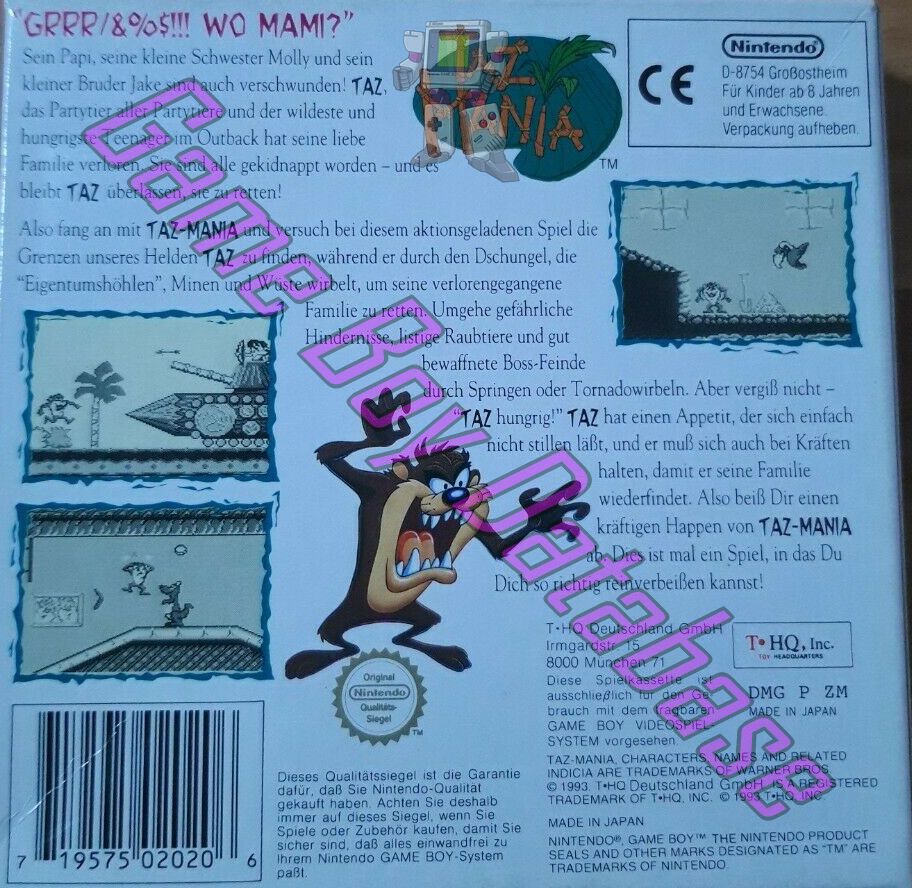 "GRRR/&%$!!! WO MAMI?"
Sein Papi, seine kleine Schwester Molly und sein
kleiner Bruder Jake sind auch verschwunden! TAZ,
das Partytier aller Partytiere und der wildeste und
hungrigste Teenager im Outback hat seine liebe
Familie verloren. Sie sind alle gekidnappt worden – und es
bleibt TAZ überlassen, sie zu retten!
Also fang an mit TAZ-MANIA und versuch bei diesem aktionsgeladenen Spiel die
Grenzen unseres Helden TAZ zu finden, während er durch den Dschungel, die
"Eigentumshöhlen", Minen und Wüste wirbelt, um seine verlorengegangene
Familie zu retten. Umgehe gefährliche
Hindernisse, listige Raubtiere und gut
bewaffnete Boss-Feinde
durch Springen oder Tornadowirbeln. Aber vergiß nicht –
"TAZ hungrig!" TAZ hat einen Appetit, der sich einfach
nicht stillen läßt, und er muß sich auch bei Kräften
halten, damit er seine Familie
wiederfindet. Also beiß Dir einen
kräftigen Happen von TAZ-MANIA
ab. Dies ist mal ein Spiel, in das Du
Dich so richtig reinverbeißen kannst!
TAZ
MANIA
TM
CE
Nintendo
D-8754 Großostheim
Für Kinder ab 8 Jahren
und Erwachsene.
Verpackung aufheben.
Game Boy Database
Original
Nintendo
Qualitäts-
Siegel
TM
Dieses Qualitätssiegel ist die Garantie
dafür, daß Sie Nintendo-Qualität
gekauft haben. Achten Sie deshalb
immer auf dieses Siegel, wenn Sie
Spiele oder Zubehör kaufen, damit Sie
sicher sind, daß alles einwandfrei zu
Ihrem Nintendo GAME BOY-System
paßt.
7 19575 02020 6
T•HQ Deutschland GmbH
Irmgardstr. 15
8000 München 71
Diese Spielkassette ist
ausschließlich für den Ge-
brauch mit dem tragbaren
GAME BOY VIDEOSPIEL-
SYSTEM vorgesehen.
T•HQ, Inc.
TOY HEADQUARTERS
DMG P ZM
MADE IN JAPAN
TAZ-MANIA, CHARACTERS, NAMES AND RELATED
INDICIA ARE TRADEMARKS OF WARNER BROS.
© 1993 T•HQ Deutschland GmbH. IS A REGISTERED
TRADEMARK OF T•HQ, INC. © 1993 T•HQ, INC.
MADE IN JAPAN
NINTENDO®, GAME BOY™ THE NINTENDO PRODUCT
SEALS AND OTHER MARKS DESIGNATED AS "TM" ARE
TRADEMARKS OF NINTENDO.